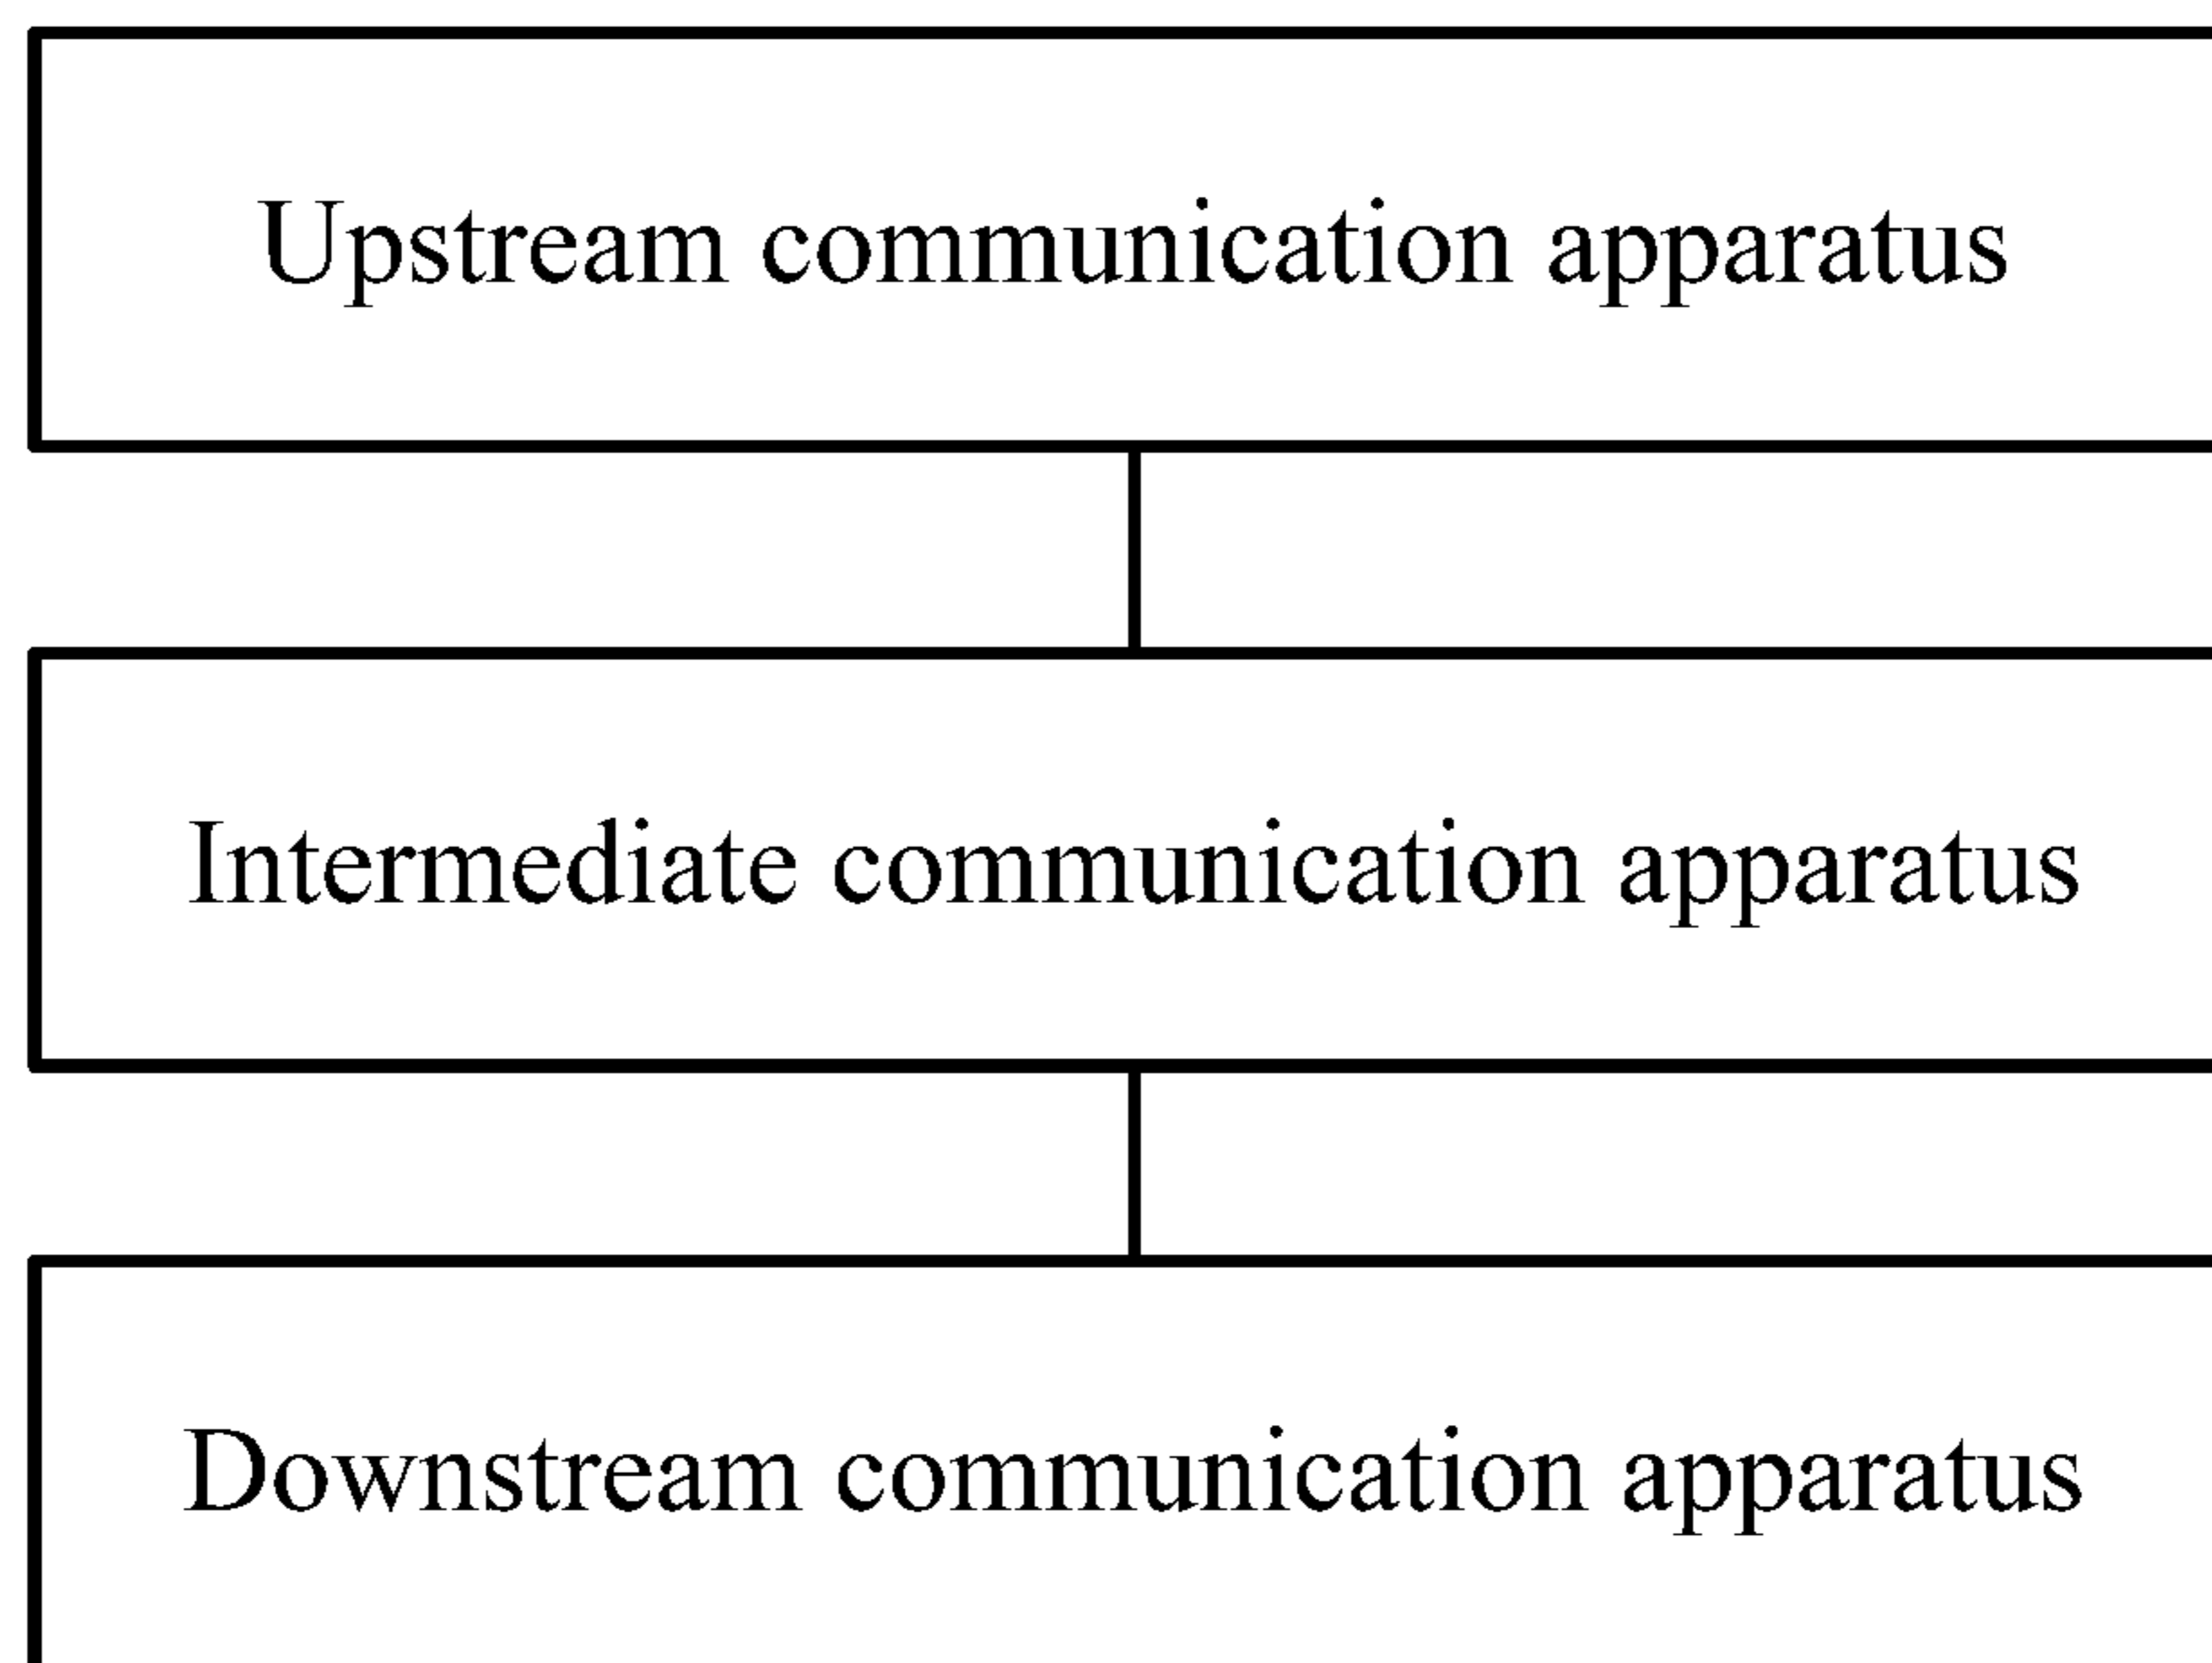 Upstream communication apparatus
Intermediate communication apparatus
Downstream communication apparatus